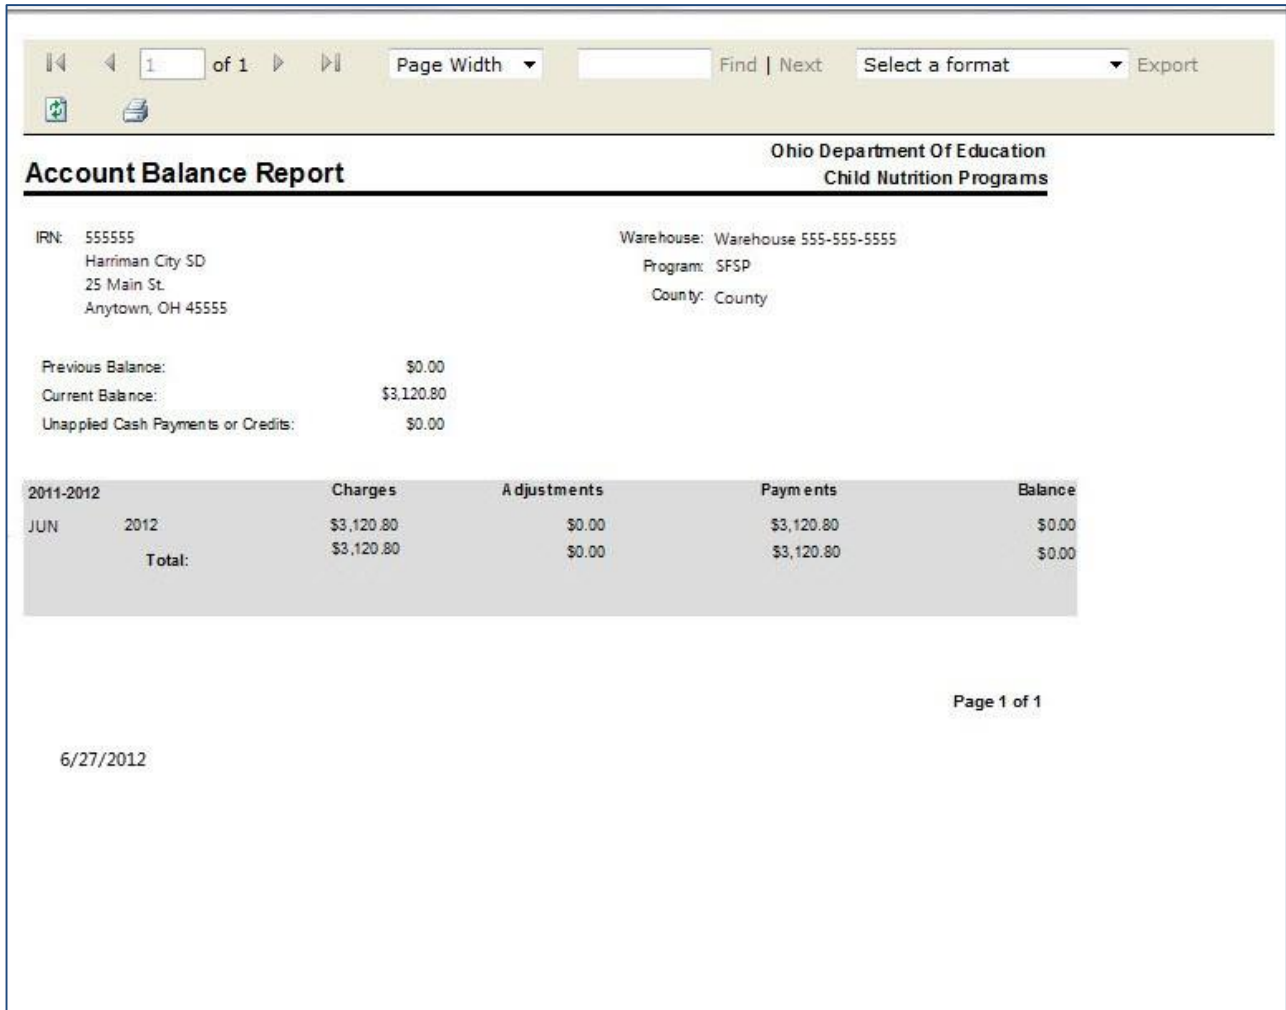 1 of 1 Page Width Find | Next Select a format Export
Account Balance Report
Ohio Department Of Education
Child Nutrition Programs
IRN: 555555
Harriman City SD
25 Main St.
Anytown, OH 45555
Warehouse: Warehouse 555-555-5555
Program: SFSP
County: County
Previous Balance: $0.00
Current Balance: $3,120.80
Unapplied Cash Payments or Credits: $0.00
2011-2012 Charges Adjustments Payments Balance
JUN 2012 $3,120.80 $0.00 $3,120.80 $0.00
Total: $3,120.80 $0.00 $3,120.80 $0.00
Page 1 of 1
6/27/2012